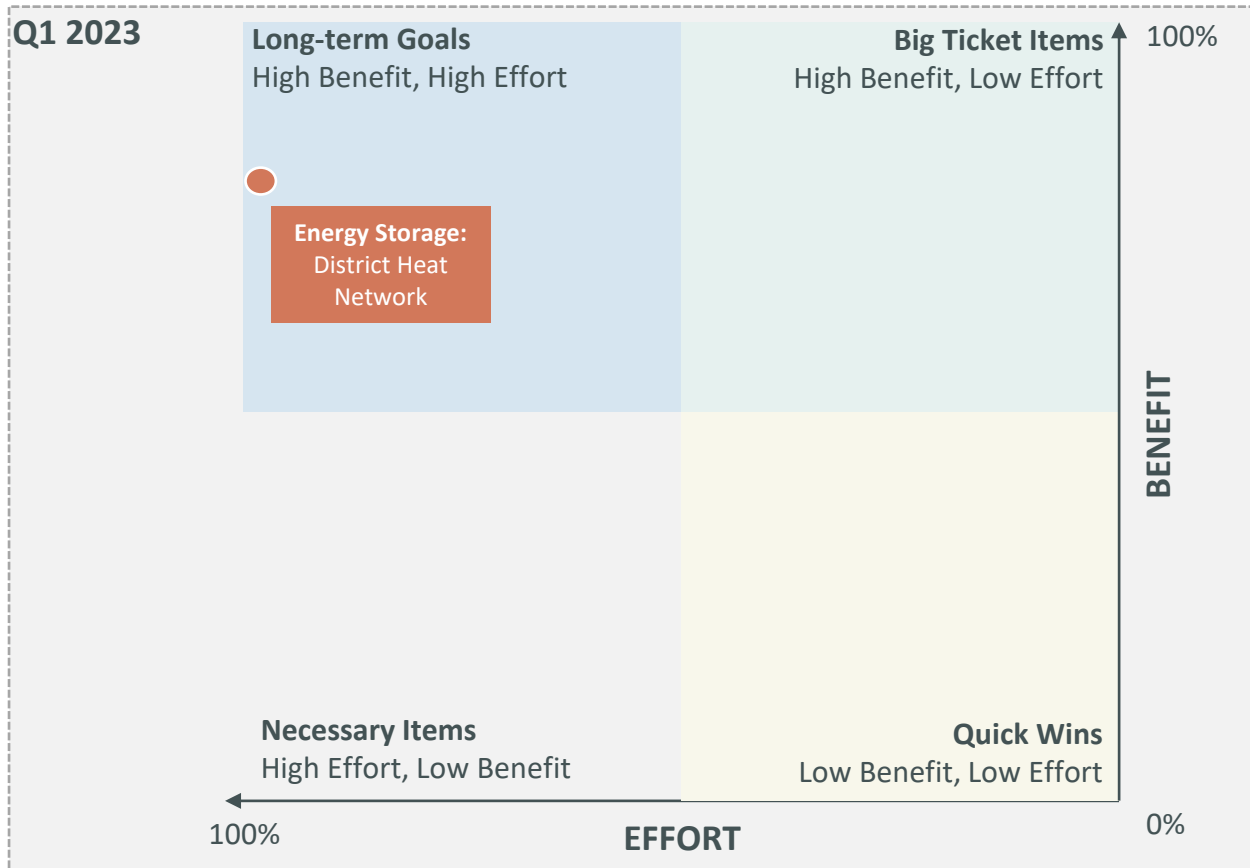 Q1 2023
Long-term Goals
High Benefit, High Effort
Big Ticket Items
High Benefit, Low Effort
100%
Energy Storage:
District Heat
Network
BENEFIT
Necessary Items
High Effort, Low Benefit
Quick Wins
Low Benefit, Low Effort
100%
EFFORT
0%